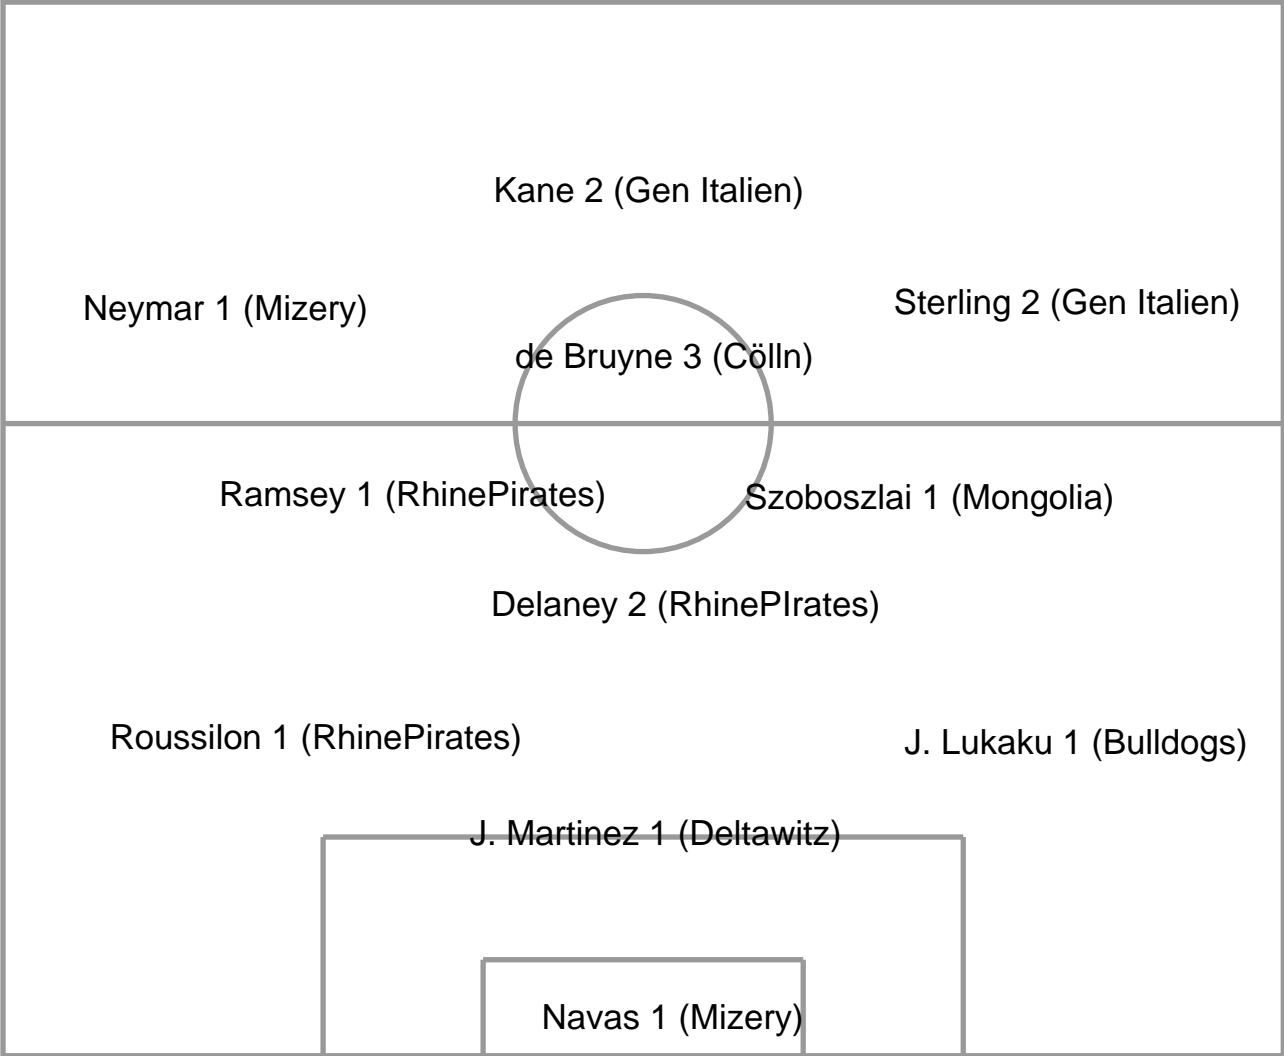 Kane 2 (Gen Italien)
Neymar 1 (Mizery)
Sterling 2 (Gen Italien)
de Bruyne 3 (Cölln)
Ramsey 1 (RhinePirates)
Szoboszlai 1 (Mongolia)
Delaney 2 (RhinePIrates)
Roussilon 1 (RhinePirates)
J. Lukaku 1 (Bulldogs)
J. Martinez 1 (Deltawitz)
Navas 1 (Mizery)